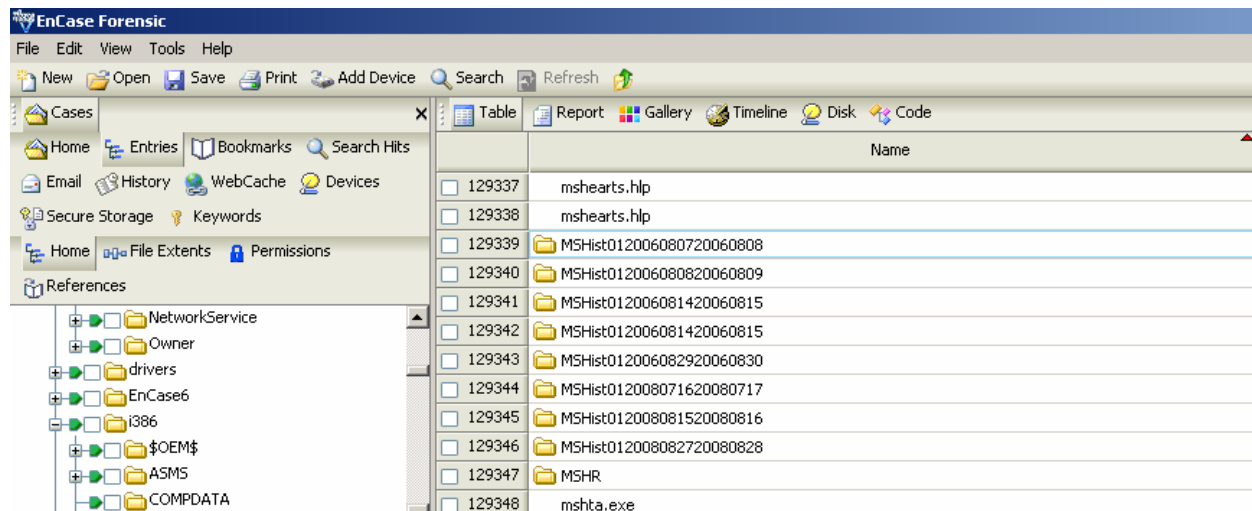 EnCase Forensic
File Edit View Tools Help
New Open Save Print Add Device Search Refresh
Cases
Home Entries Bookmarks Search Hits
Email History WebCache Devices
Secure Storage Keywords
Home File Extents Permissions
References
NetworkService
Owner
drivers
EnCase6
i386
$OEM$
ASMS
COMPDATA
Table Report Gallery Timeline Disk Code
Name
129337 mshearts.hlp
129338 mshearts.hlp
129339 MSHist012006080720060808
129340 MSHist012006080820060809
129341 MSHist012006081420060815
129342 MSHist012006081420060815
129343 MSHist012006082920060830
129344 MSHist012008071620080717
129345 MSHist012008081520080816
129346 MSHist012008082720080828
129347 MSHR
129348 mshta.exe